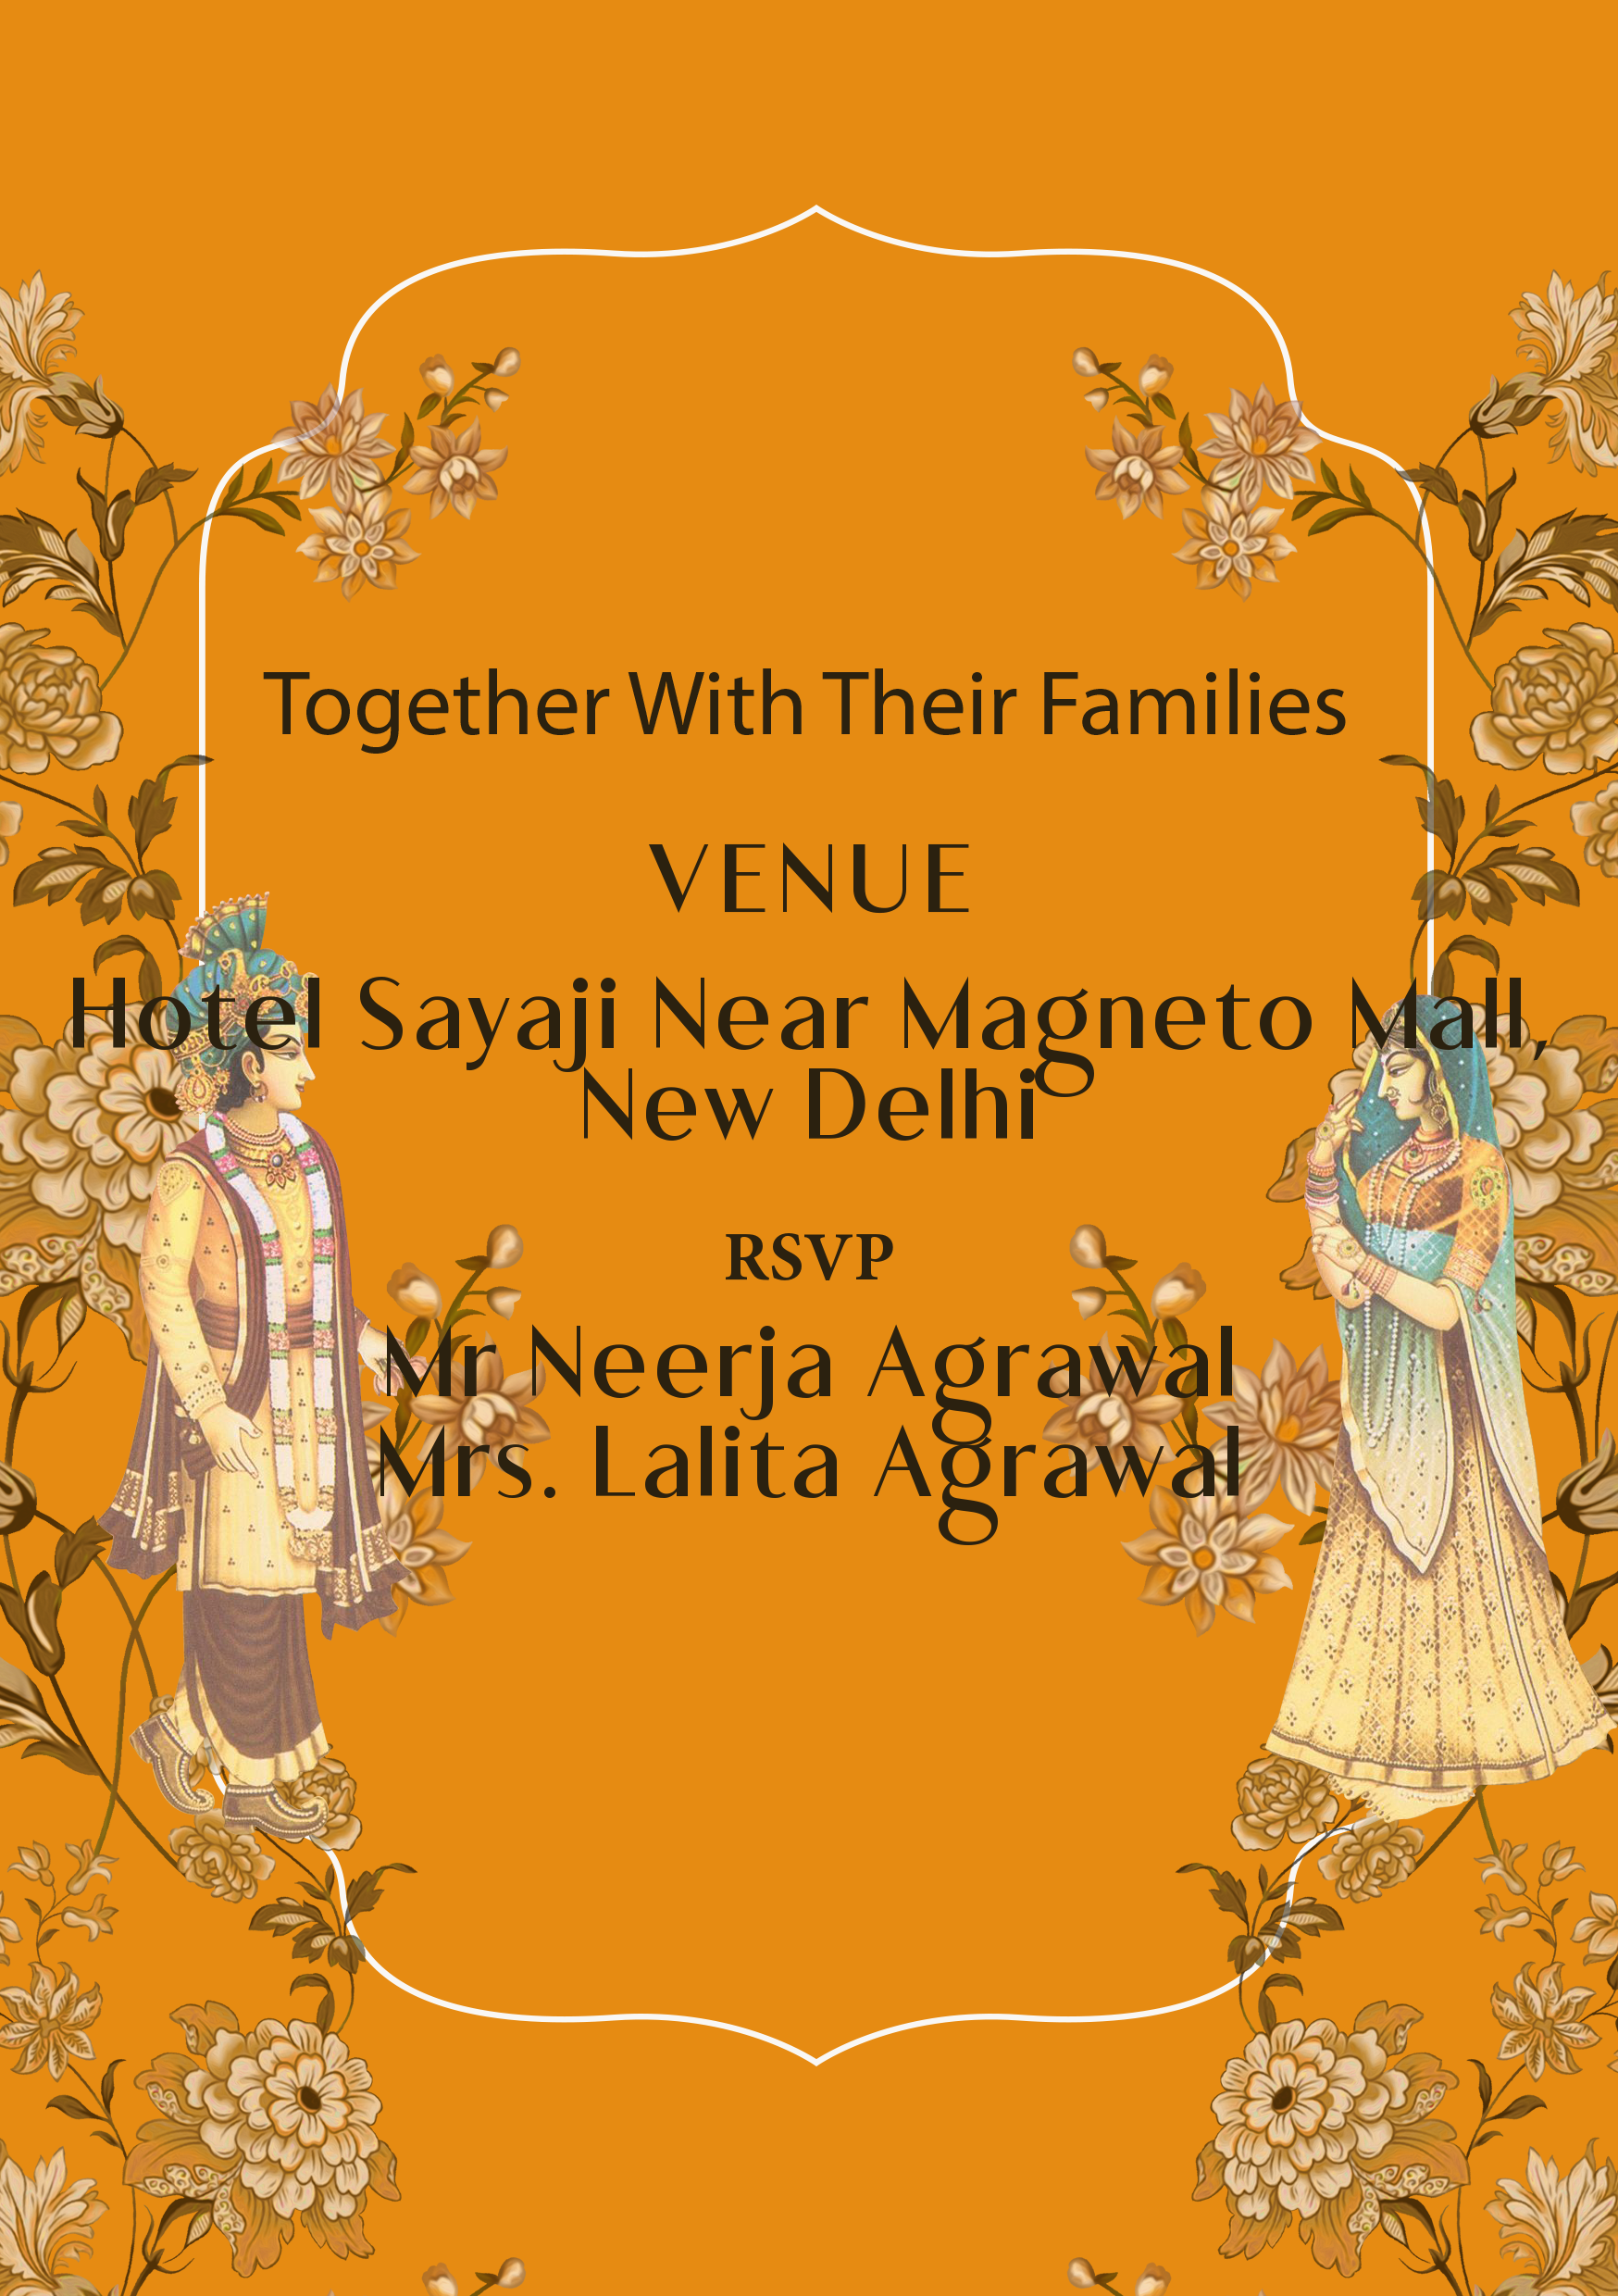 Together With Their Families
VENUE
Hotel Sayaji Near Magneto Mall,
New Delhi
RSVP
Mr Neerja Agrawal
Mrs. Lalita Agrawal